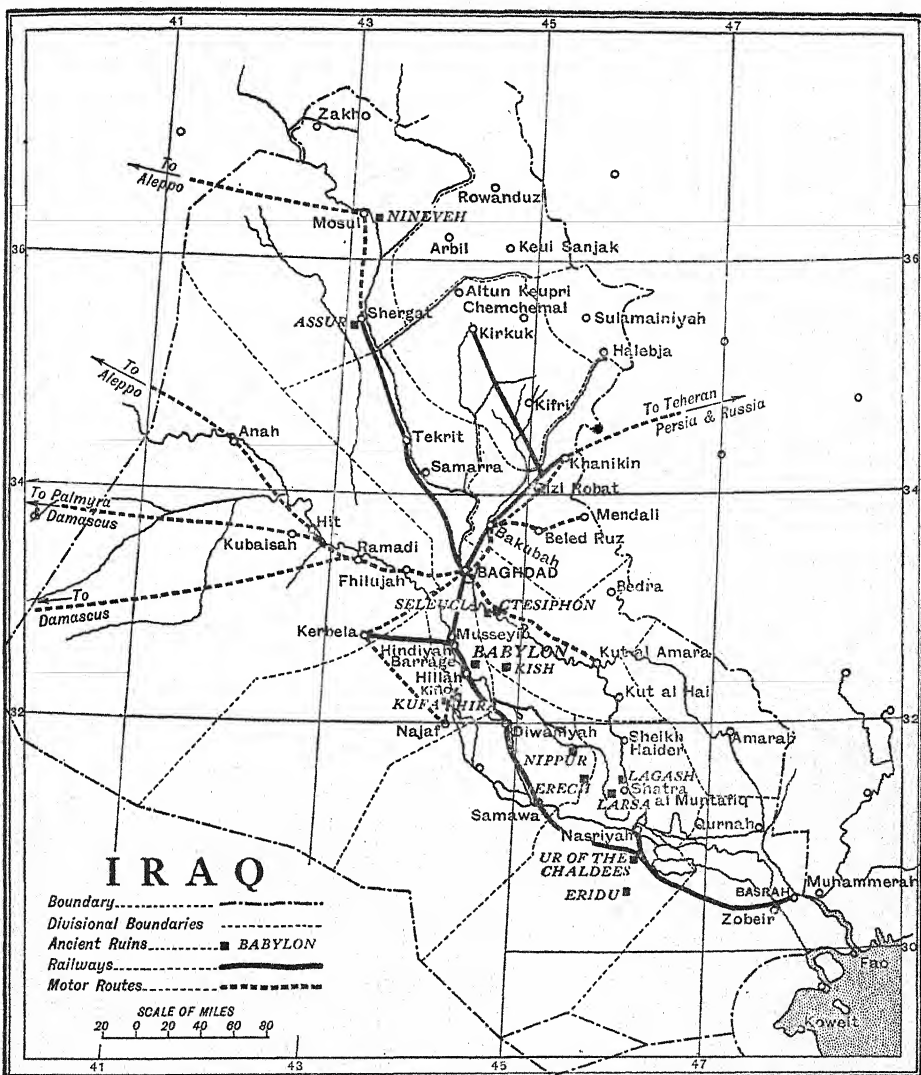 41 43 45 47
Zakho
To
Aleppo
Rowanduz
Mosul
NINEVEH
Arbil
Keui Sanjak
36 36
Altun Keupri
Chemchemal
Shergat
ASSUR
Sulamainiyah
Kirkuk
Halebja
To
Aleppo
Kifri
To Teheran
Persia & Russia
Anah
Tekrit
Khanikin
Samarra
34 34
To Palmura
Damascus
Hit
Mendali
Kubaisah
Ramadi
Bakubah
Beled Ruz
Fhilujah
BAGHDAD
To
Damascus
Bedra
SELEUCIA
CTESIPHON
Kerbela
Musseyib
Hindiyah
Barrage
BABYLON
KISH
Kut al Amara
Hillah
Kut al Hai
KUFA HIRA
32 32
Najaf
Diwaniyah
Sheikh
Haider
Amarah
NIPPUR
LAGASH
ERECH
Shatra
LARSA
al Muntafiq
Samawa
Qurnah
Nasriyah
UR OF THE
CHALDEES
ERIDU
BASRAH
Muhammerah
Zobeir
30
Fao
Koweit
IRAQ
Boundary
Divisional Boundaries
Ancient Ruins BABYLON
Railways
Motor Routes
SCALE OF MILES
20 0 20 40 60 80
41 43 45 47